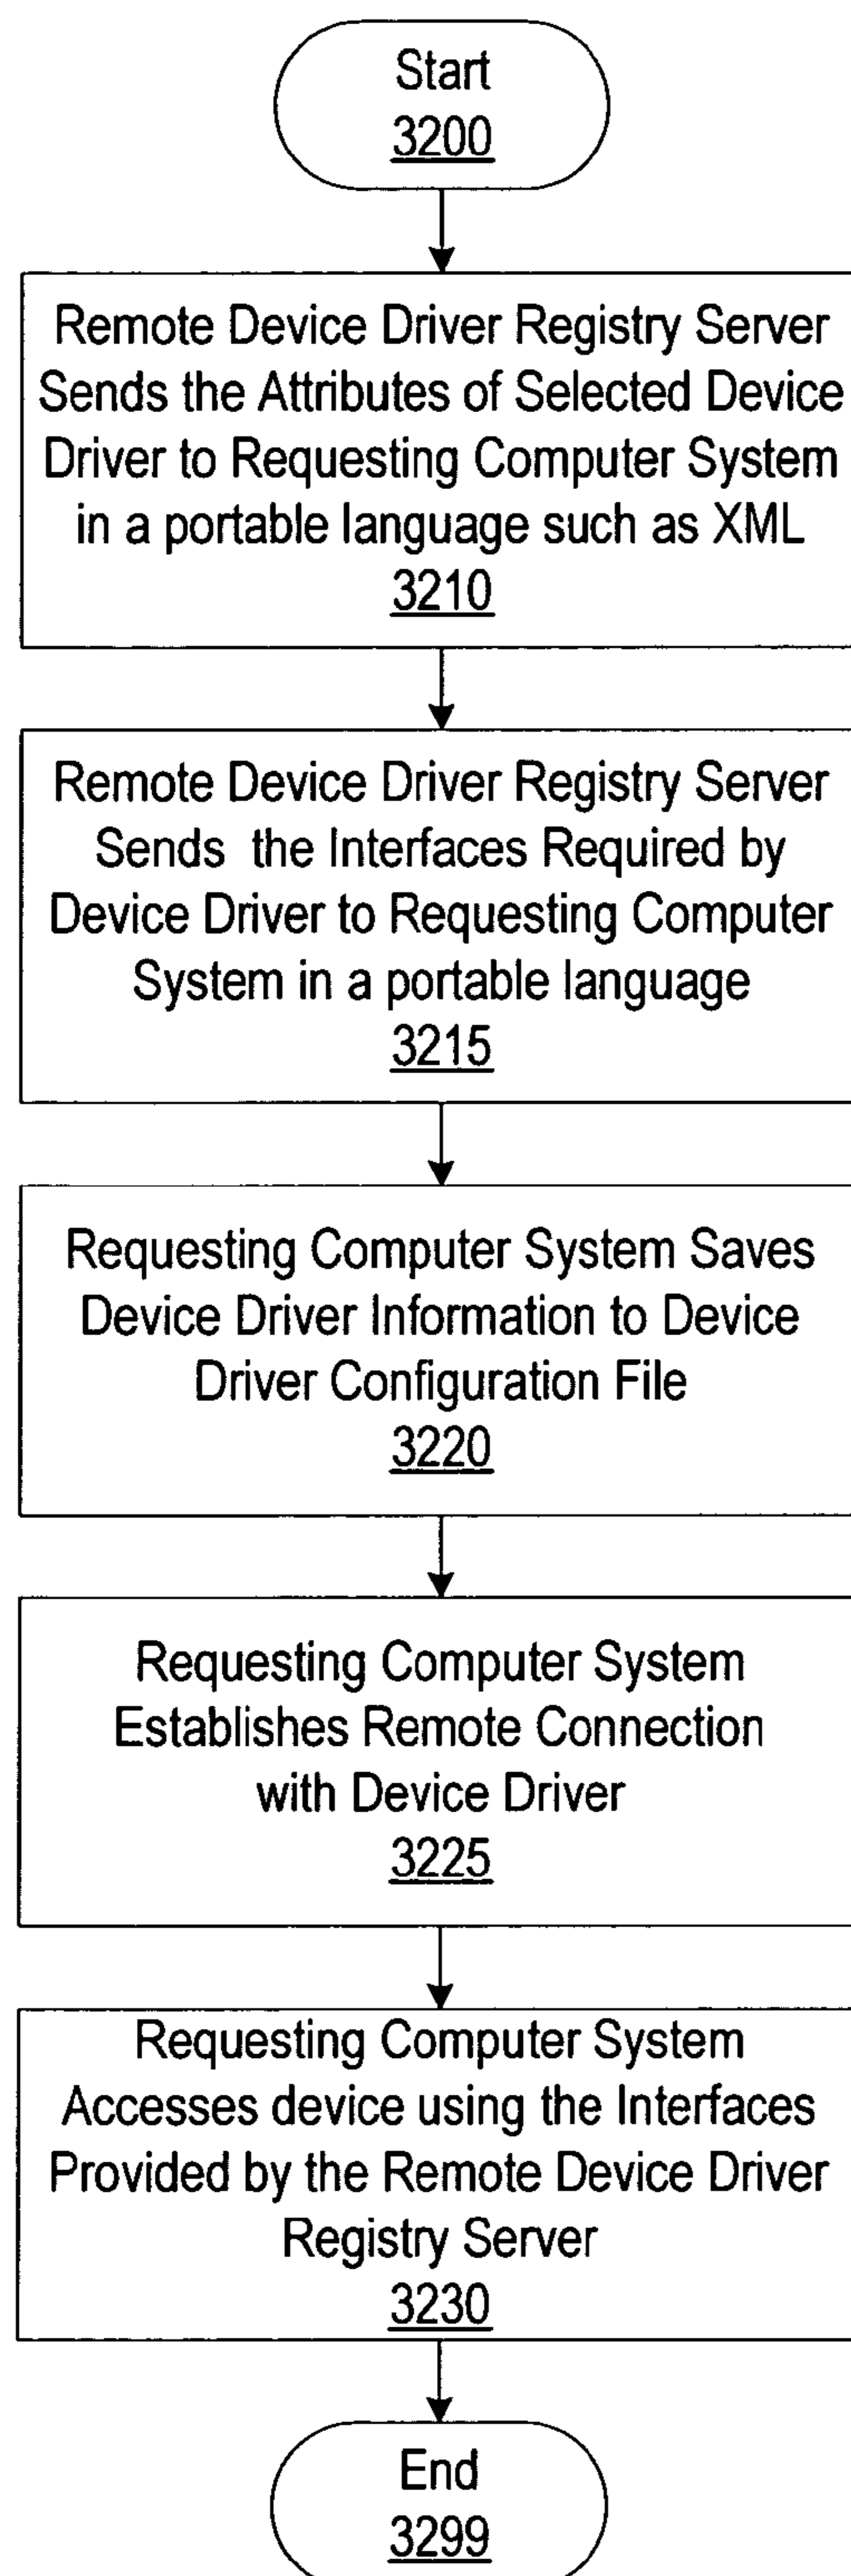 Start
3200
Remote Device Driver Registry Server
Sends the Attributes of Selected Device
Driver to Requesting Computer System
in a portable language such as XML
3210
Remote Device Driver Registry Server
Sends the Interfaces Required by
Device Driver to Requesting Computer
System in a portable language
3215
Requesting Computer System Saves
Device Driver Information to Device
Driver Configuration File
3220
Requesting Computer System
Establishes Remote Connection
with Device Driver
3225
Requesting Computer System
Accesses device using the Interfaces
Provided by the Remote Device Driver
Registry Server
3230
End
3299